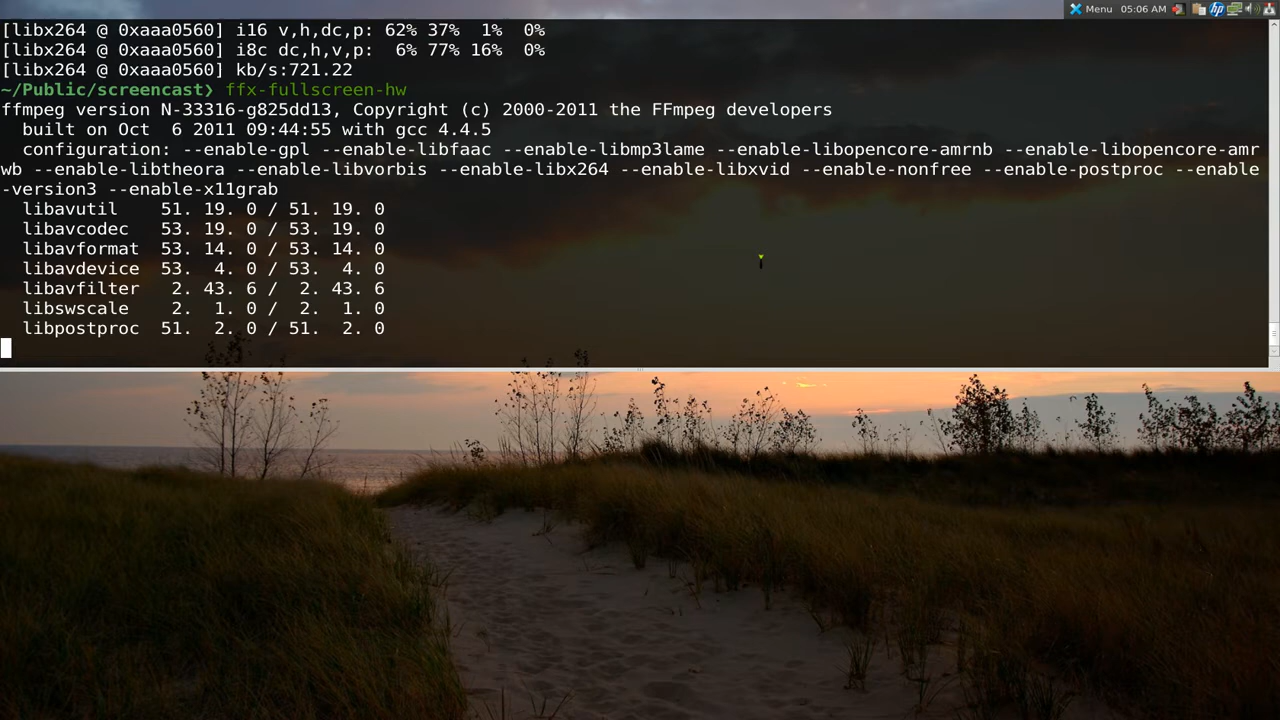 Menu 05:06 AM hp
[libx264 @ 0xaaa0560] i16 v,h,dc,p: 62% 37%  1%  0%
[libx264 @ 0xaaa0560] i8c dc,h,v,p:  6% 77% 16%  0%
[libx264 @ 0xaaa0560] kb/s:721.22
~/Public/screencast❯ ffx-fullscreen-hw
ffmpeg version N-33316-g825dd13, Copyright (c) 2000-2011 the FFmpeg developers
  built on Oct  6 2011 09:44:55 with gcc 4.4.5
  configuration: --enable-gpl --enable-libfaac --enable-libmp3lame --enable-libopencore-amrnb --enable-libopencore-amr
wb --enable-libtheora --enable-libvorbis --enable-libx264 --enable-libxvid --enable-nonfree --enable-postproc --enable
-version3 --enable-x11grab
  libavutil    51. 19. 0 / 51. 19. 0
  libavcodec   53. 19. 0 / 53. 19. 0
  libavformat  53. 14. 0 / 53. 14. 0
  libavdevice  53.  4. 0 / 53.  4. 0
  libavfilter   2. 43. 6 /  2. 43. 6
  libswscale    2.  1. 0 /  2.  1. 0
  libpostproc  51.  2. 0 / 51.  2. 0